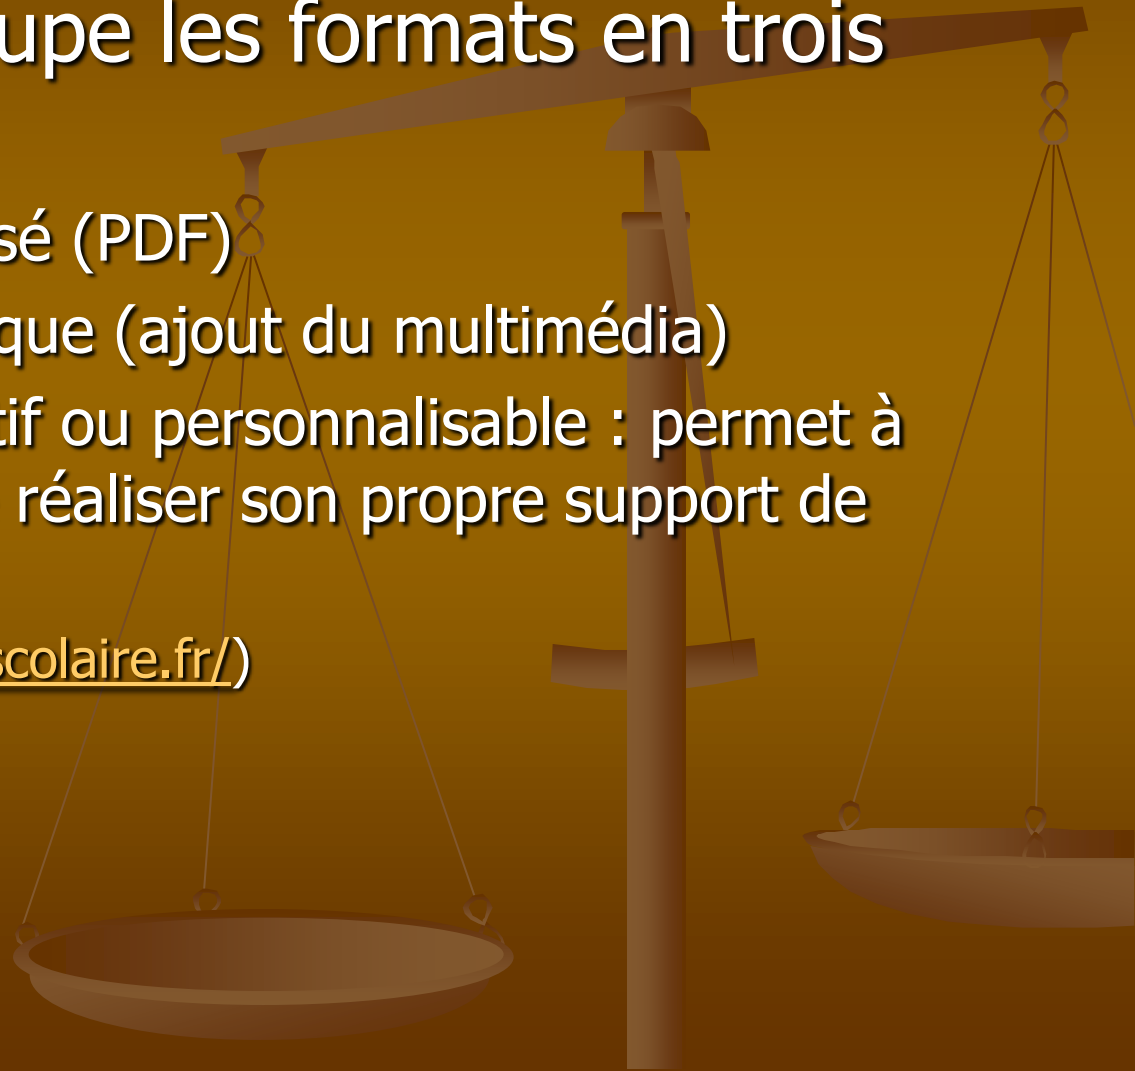 upe les formats en trois
sé (PDF)
que (ajout du multimédia)
tif ou personnalisable : permet à
réaliser son propre support de
scolaire.fr/)